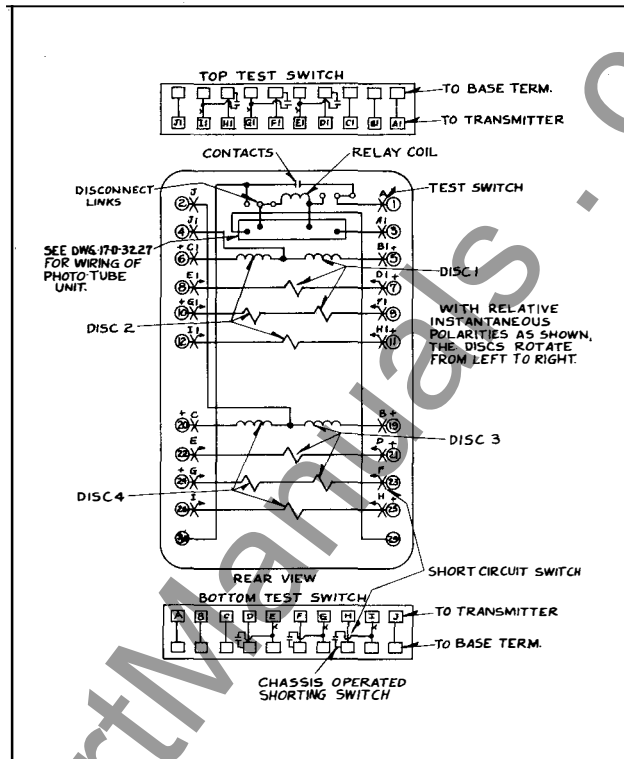 TOP TEST SWITCH
TO BASE TERM.
J1 I1 H1 G1 F1 E1 D1 C1 B1 A1
TO TRANSMITTER
CONTACTS
RELAY COIL
DISCONNECT
LINKS
TEST SWITCH
J
2
A
1
J1
4
A1
3
SEE DWG. 17-D-3227
FOR WIRING OF
PHOTO-TUBE
UNIT.
+ C1
6
B1 +
5
DISC 1
E1
8
D1 +
7
+ G1
10
F1
9
DISC 2
I1
12
H1 +
11
WITH RELATIVE
INSTANTANEOUS
POLARITIES AS SHOWN,
THE DISCS ROTATE
FROM LEFT TO RIGHT.
+ C
20
B +
19
DISC 3
E
22
D +
21
+ G
24
F
23
DISC 4
I
26
H +
25
30
29
REAR VIEW
SHORT CIRCUIT SWITCH
BOTTOM TEST SWITCH
A B C D E F G H I J
TO TRANSMITTER
TO BASE TERM.
CHASSIS OPERATED
SHORTING SWITCH
rtManuals.